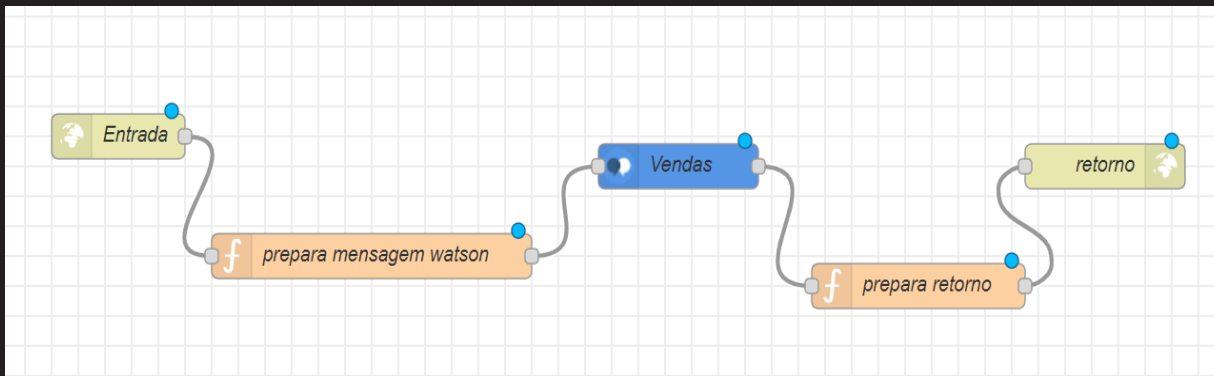 Entrada
prepara mensagem watson
Vendas
prepara retorno
retorno